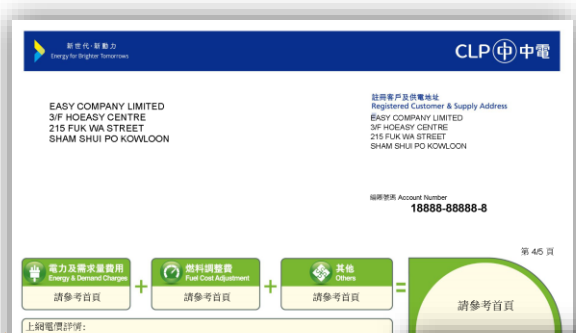 新世代·新動力
Energy for Brighter Tomorrows
CLP 中 中電
EASY COMPANY LIMITED
3/F HOEASY CENTRE
215 FUK WA STREET
SHAM SHUI PO KOWLOON
註冊客戶及供電地址
Registered Customer & Supply Address
EASY COMPANY LIMITED
3/F HOEASY CENTRE
215 FUK WA STREET
SHAM SHUI PO KOWLOON
編號號碼 Account Number
18888-88888-8
第 4/5 頁
電力及需求量費用
Energy & Demand Charges
請參考首頁
+
燃料調整費
Fuel Cost Adjustment
請參考首頁
+
其他
Others
請參考首頁
=
請參考首頁
上網電價詳情: